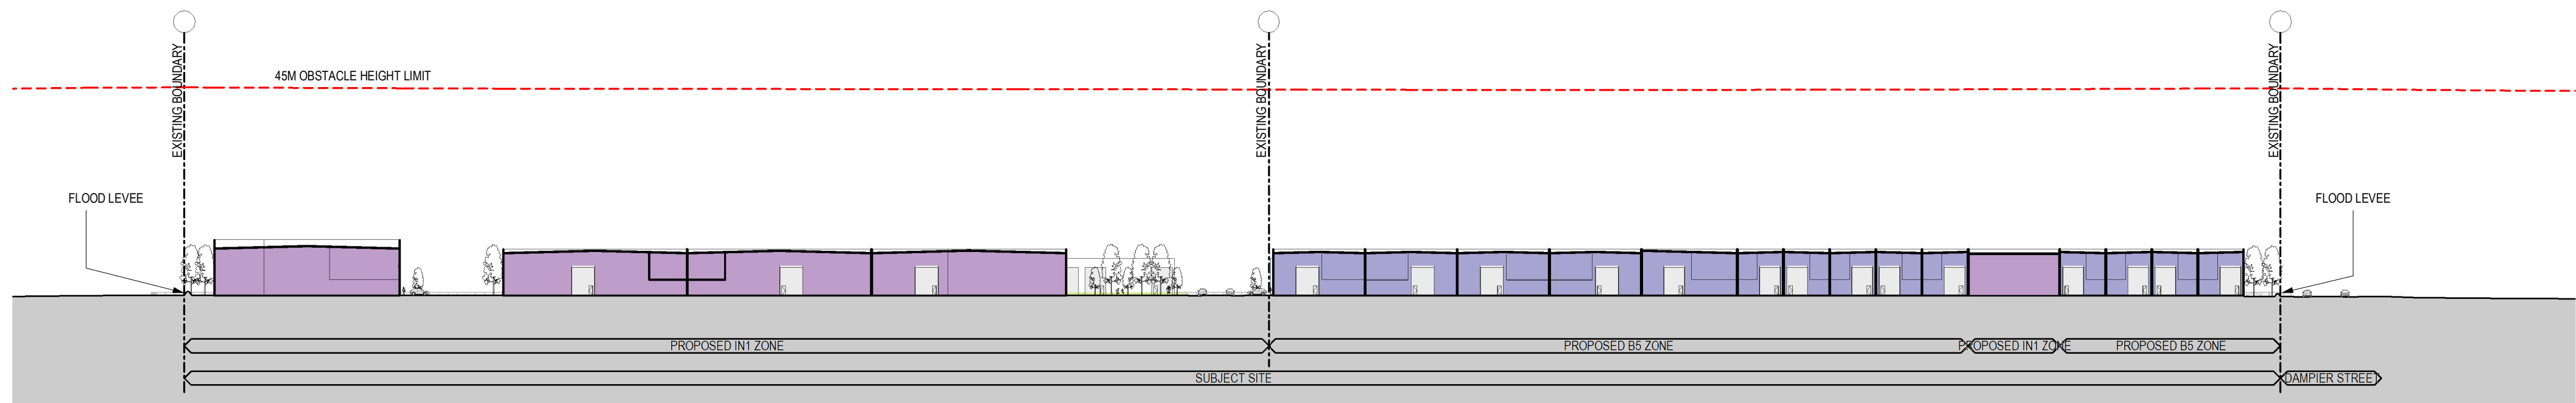 45M OBSTACLE HEIGHT LIMIT
EXISTING BOUNDARY
EXISTING BOUNDARY
EXISTING BOUNDARY
FLOOD LEVEE
FLOOD LEVEE
PROPOSED IN1 ZONE
PROPOSED B5 ZONE
PROPOSED IN1 ZONE
PROPOSED B5 ZONE
SUBJECT SITE
DAMPIER STREET